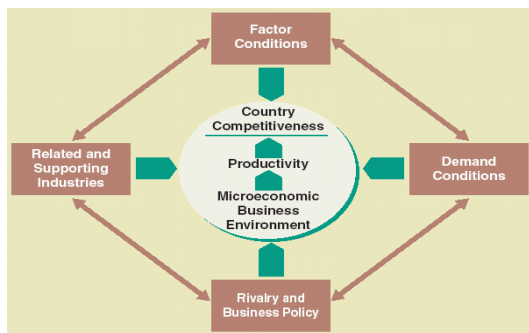 Factor
Conditions
Country
Competitiveness
Related and
Supporting
Industries
Productivity
Demand
Conditions
Microeconomic
Business
Environment
Rivalry and
Business Policy